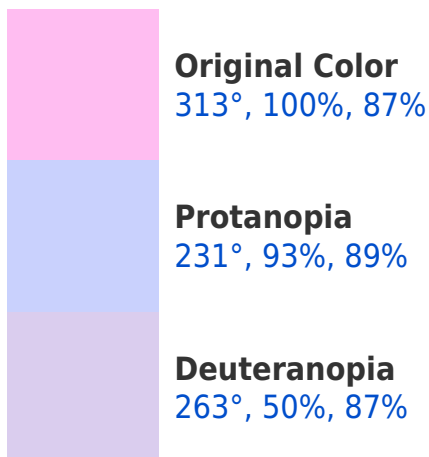 Original Color
313°, 100%, 87%
Protanopia
231°, 93%, 89%
Deuteranopia
263°, 50%, 87%